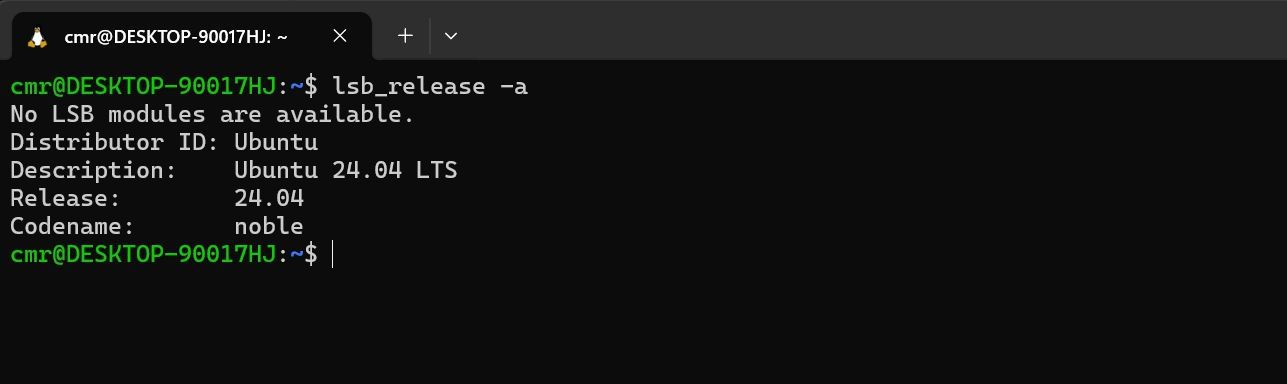 cmr@DESKTOP-90017HJ: ~
cmr@DESKTOP-90017HJ:~$ lsb_release -a
No LSB modules are available.
Distributor ID: Ubuntu
Description:    Ubuntu 24.04 LTS
Release:        24.04
Codename:       noble
cmr@DESKTOP-90017HJ:~$